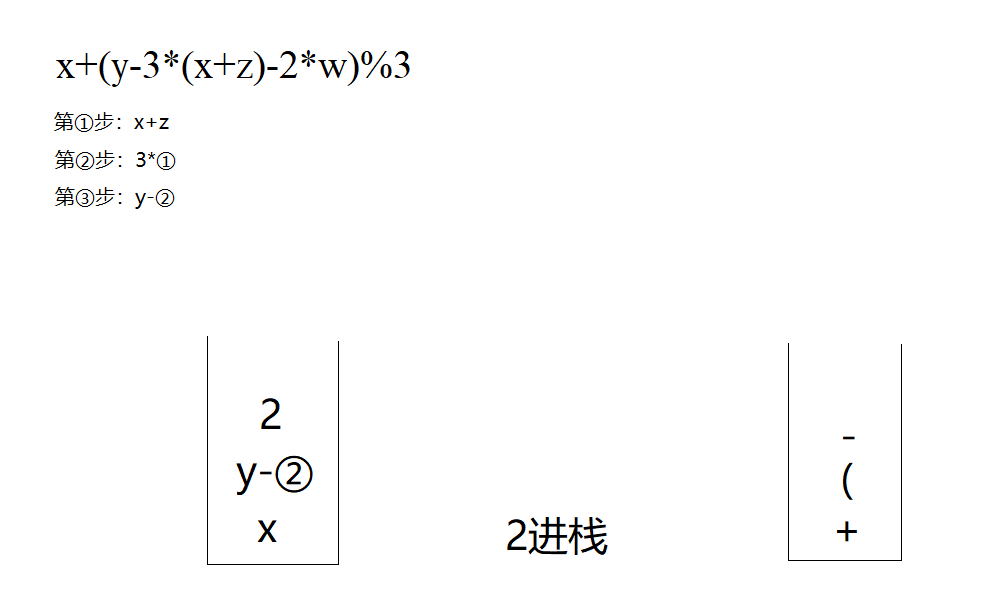 x+(y-3*(x+z)-2*w)%3
第①步：x+z
第②步：3*①
第③步：y-②
2
y-②
x
2进栈
-
(
+